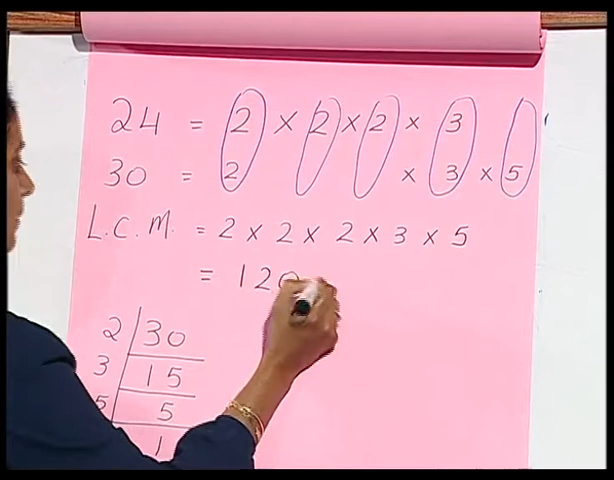 24 = 2 × 2 × 2 × 3
30 = 2 × 3 × 5
L.C.M. = 2 × 2 × 2 × 3 × 5
= 120
2 30
3 15
5 5
1